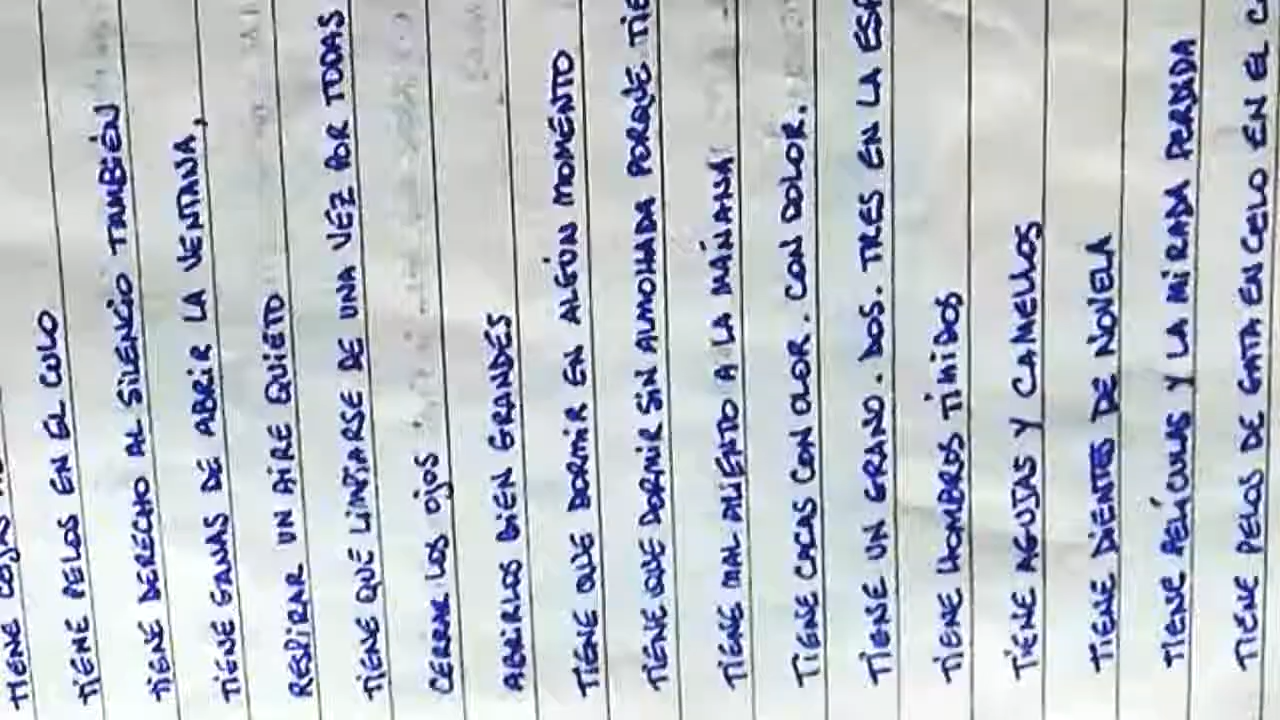 TIENE
TIENE PELOS EN EL CULO
TIENE DERECHO AL SILENCIO TAMBIÉN
TIENE GANAS DE ABRIR LA VENTANA,
RESPIRAR UN AIRE QUIETO
TIENE QUE LIMPIARSE DE UNA VEZ POR TODAS
CERRAR LOS OJOS
ABRIRLOS BIEN GRANDES
TIENE QUE DORMIR EN ALGÚN MOMENTO
TIENE QUE DORMIR SIN ALMOHADA PORQUE TIE
TIENE MAL ALIENTO A LA MAÑANA
TIENE CACAS CON OLOR. CON DOLOR.
TIENE UN GRANO. DOS. TRES EN LA ESP
TIENE HOMBROS TIMIDOS
TIENE AGUJAS Y CAMELLOS
TIENE DIENTES DE NOVELA
TIENE PELÍCULAS Y LA MIRADA PERDIDA
TIENE PELOS DE GATA EN CELO EN EL C